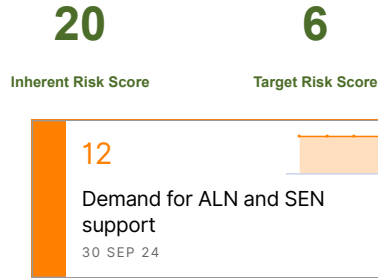 20 6
Inherent Risk Score Target Risk Score
12
Demand for ALN and SEN
support
30 SEP 24